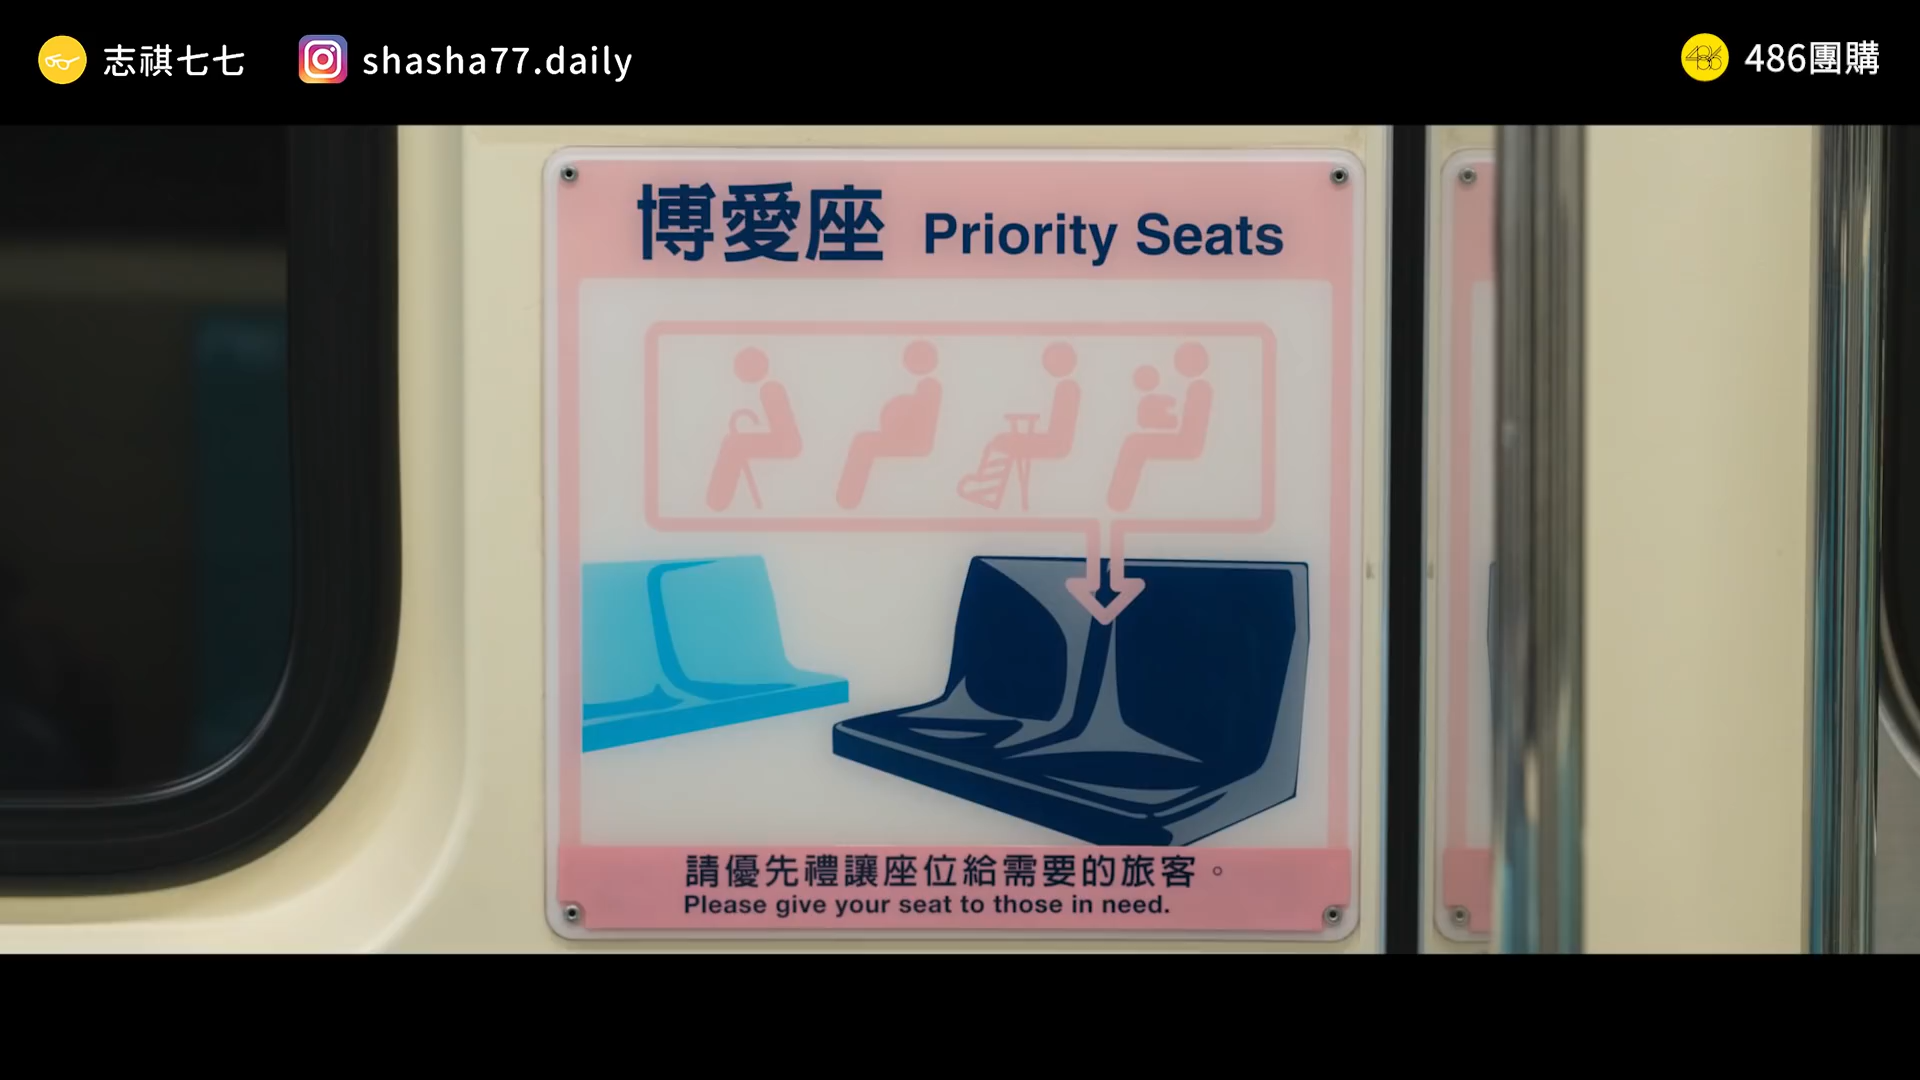 志祺七七
shasha77.daily
486團購
博愛座 Priority Seats
請優先禮讓座位給需要的旅客。
Please give your seat to those in need.